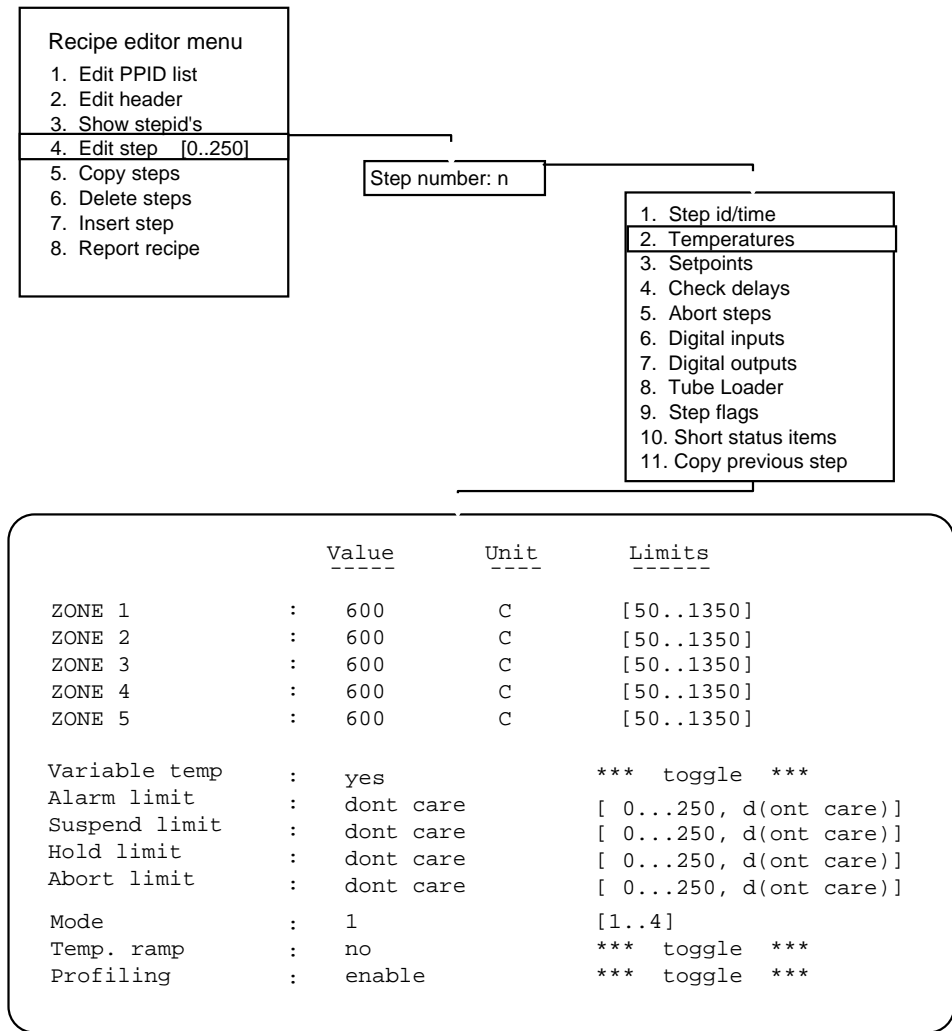 Recipe editor menu
1. Edit PPID list
2. Edit header
3. Show stepid's
4. Edit step [0..250]
5. Copy steps
6. Delete steps
7. Insert step
8. Report recipe
Step number: n
1. Step id/time
2. Temperatures
3. Setpoints
4. Check delays
5. Abort steps
6. Digital inputs
7. Digital outputs
8. Tube Loader
9. Step flags
10. Short status items
11. Copy previous step
Value Unit Limits
----- ---- ------
ZONE 1 : 600 C [50..1350]
ZONE 2 : 600 C [50..1350]
ZONE 3 : 600 C [50..1350]
ZONE 4 : 600 C [50..1350]
ZONE 5 : 600 C [50..1350]
Variable temp : yes *** toggle ***
Alarm limit : dont care [ 0...250, d(ont care)]
Suspend limit : dont care [ 0...250, d(ont care)]
Hold limit : dont care [ 0...250, d(ont care)]
Abort limit : dont care [ 0...250, d(ont care)]
Mode : 1 [1..4]
Temp. ramp : no *** toggle ***
Profiling : enable *** toggle ***